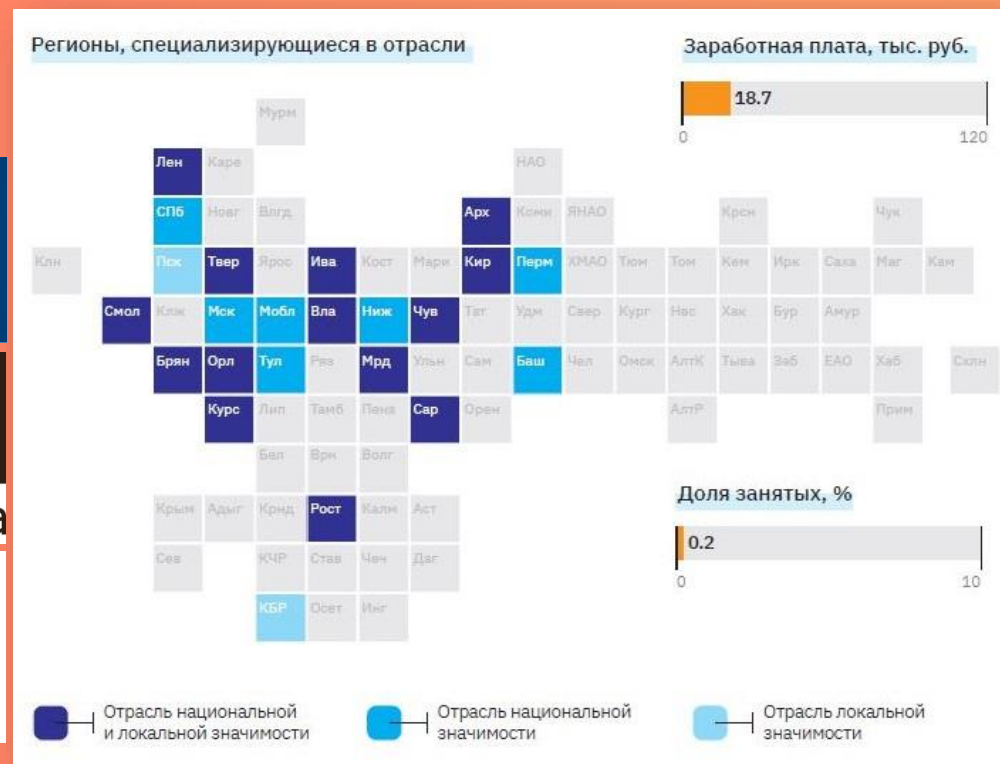 Регионы, специализирующиеся в отрасли
Заработная плата, тыс. руб.
18.7
0 120
Мурм
Лен Каре НАО
СПб Новг Влгд Арх Коми ЯНАО Крсн Чук
Клн Пск Твер Ярос Ива Кост Мари Кир Перм ХМАО Тюм Том Кем Ирк Саха Маг Кам
Смол Клж Мск Мобл Вла Ниж Чув Тат Удм Свер Кург Нвс Хак Бур Амур
Брян Орл Тул Ряз Мрд Ульн Сам Баш Чел Омск АлтК Тыва Заб ЕАО Хаб Схлн
Курс Лип Тамб Пенз Сар Орен АлтР Прим
Бел Врн Волг
Крым Адыг Крнд Рост Калм Аст
Сев КЧР Став Чен Даг
КБР Осет Инг
Доля занятых, %
0.2
0 10
Отрасль национальной
и локальной значимости
Отрасль национальной
значимости
Отрасль локальной
значимости